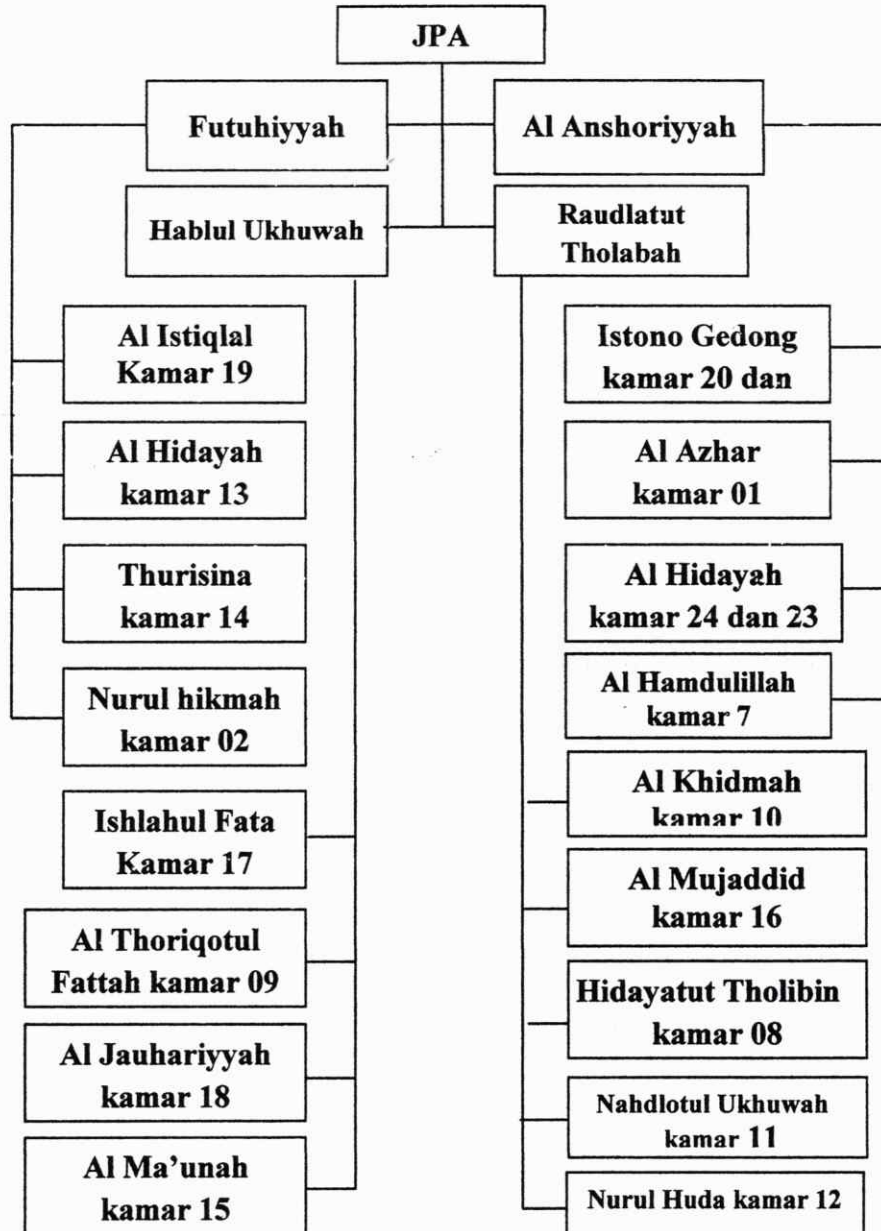 JPA
Futuhiyyah
Al Anshoriyyah
Hablul Ukhuwah
Raudlatut
Tholabah
Al Istiqlal
Kamar 19
Al Hidayah
kamar 13
Thurisina
kamar 14
Nurul hikmah
kamar 02
Ishlahul Fata
Kamar 17
Al Thoriqotul
Fattah kamar 09
Al Jauhariyyah
kamar 18
Al Ma’unah
kamar 15
Istono Gedong
kamar 20 dan
Al Azhar
kamar 01
Al Hidayah
kamar 24 dan 23
Al Hamdulillah
kamar 7
Al Khidmah
kamar 10
Al Mujaddid
kamar 16
Hidayatut Tholibin
kamar 08
Nahdlotul Ukhuwah
kamar 11
Nurul Huda kamar 12